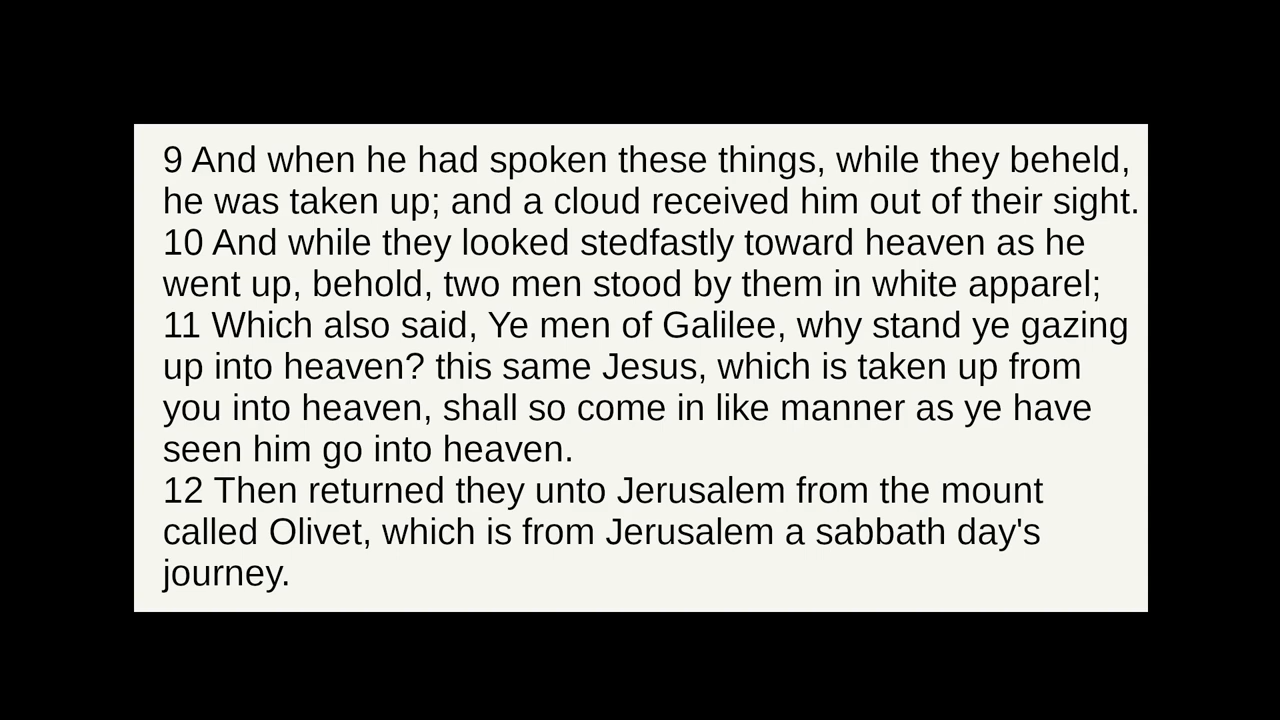 9 And when he had spoken these things, while they beheld,
he was taken up; and a cloud received him out of their sight.
10 And while they looked stedfastly toward heaven as he
went up, behold, two men stood by them in white apparel;
11 Which also said, Ye men of Galilee, why stand ye gazing
up into heaven? this same Jesus, which is taken up from
you into heaven, shall so come in like manner as ye have
seen him go into heaven.
12 Then returned they unto Jerusalem from the mount
called Olivet, which is from Jerusalem a sabbath day's
journey.